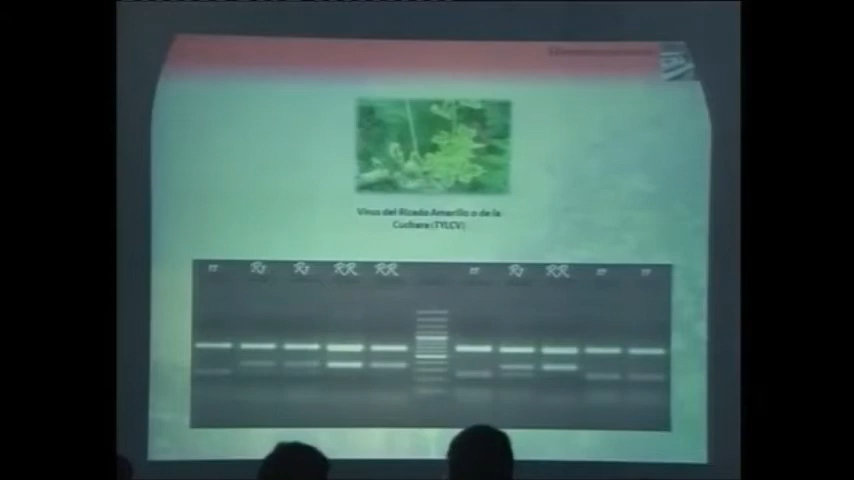 Virus del Rizado Amarillo o de la
Cuchara (TYLCV)
rr Rr Rr RR RR rr Rr RR rr rr